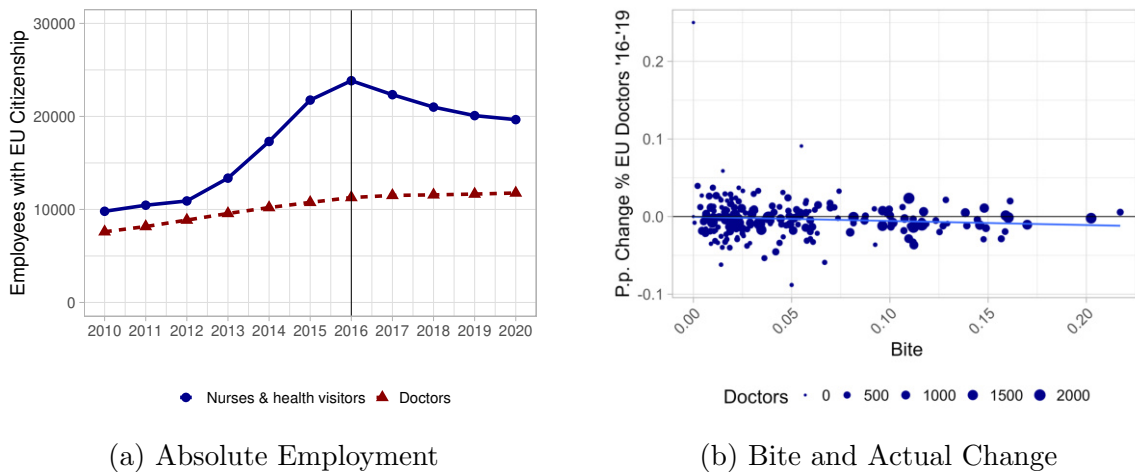 Employees with EU Citizenship
30000
20000
10000
0
2010 2011 2012 2013 2014 2015 2016 2017 2018 2019 2020
Nurses & health visitors Doctors
(a) Absolute Employment
P.p. Change % EU Doctors '16-'19
0.2
0.1
0.0
-0.1
0.00 0.05 0.10 0.15 0.20
Bite
Doctors 0 500 1000 1500 2000
(b) Bite and Actual Change